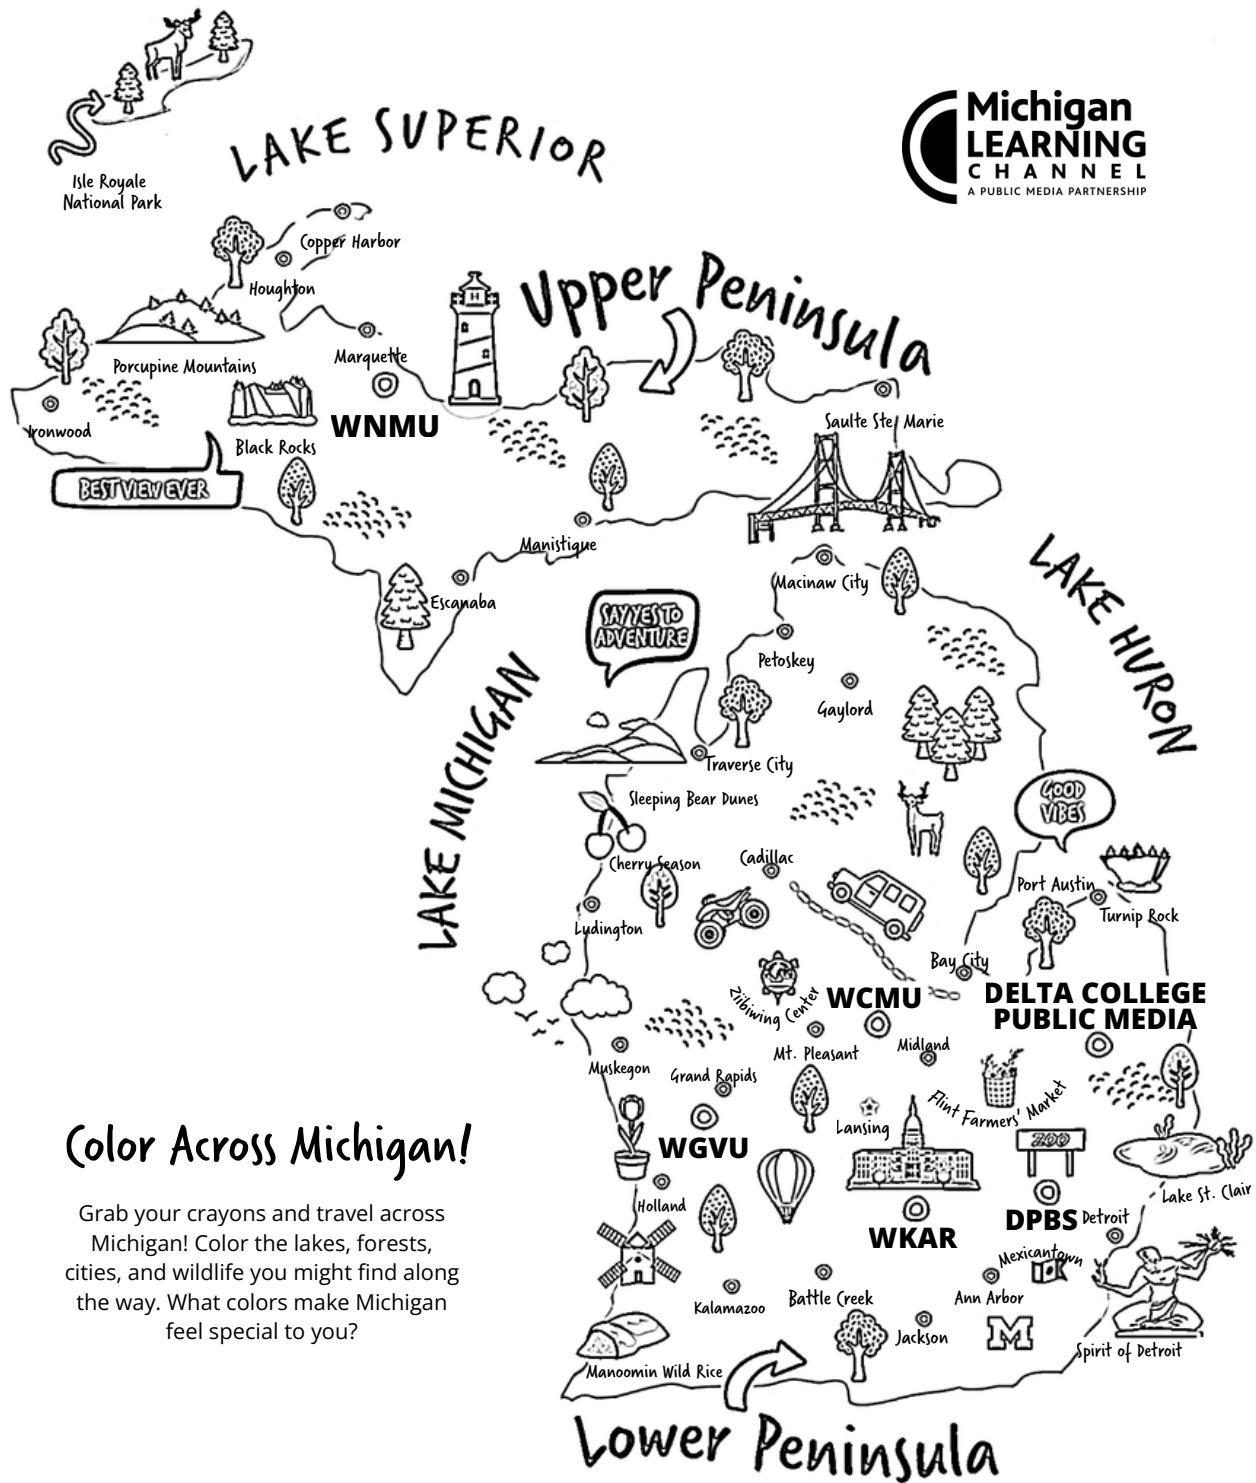 Michigan
LEARNING
CHANNEL
A PUBLIC MEDIA PARTNERSHIP
LAKE SUPERIOR
Isle Royale
National Park
Copper Harbor
Houghton
Upper Peninsula
Porcupine Mountains
Marquette
Ironwood
Black Rocks
WNMU
Saulte Ste Marie
BEST VIEW EVER
Manistique
Escanaba
Macinaw City
LAKE HURON
SAY YES TO
ADVENTURE
Petoskey
Gaylord
LAKE MICHIGAN
Traverse City
Sleeping Bear Dunes
GOOD
VIBES
Cherry Season
Cadillac
Port Austin
Turnip Rock
Ludington
Bay City
Ziibiwing Center
WCMU
DELTA COLLEGE
PUBLIC MEDIA
Mt. Pleasant
Midland
Muskegon
Grand Rapids
Flint Farmers' Market
Lansing
ZOO
WGVU
Holland
Lake St. Clair
WKAR
DPBS
Detroit
Mexicantown
Kalamazoo
Battle Creek
Ann Arbor
Jackson
M
Spirit of Detroit
Manoomin Wild Rice
Lower Peninsula
Color Across Michigan!
Grab your crayons and travel across
Michigan! Color the lakes, forests,
cities, and wildlife you might find along
the way. What colors make Michigan
feel special to you?